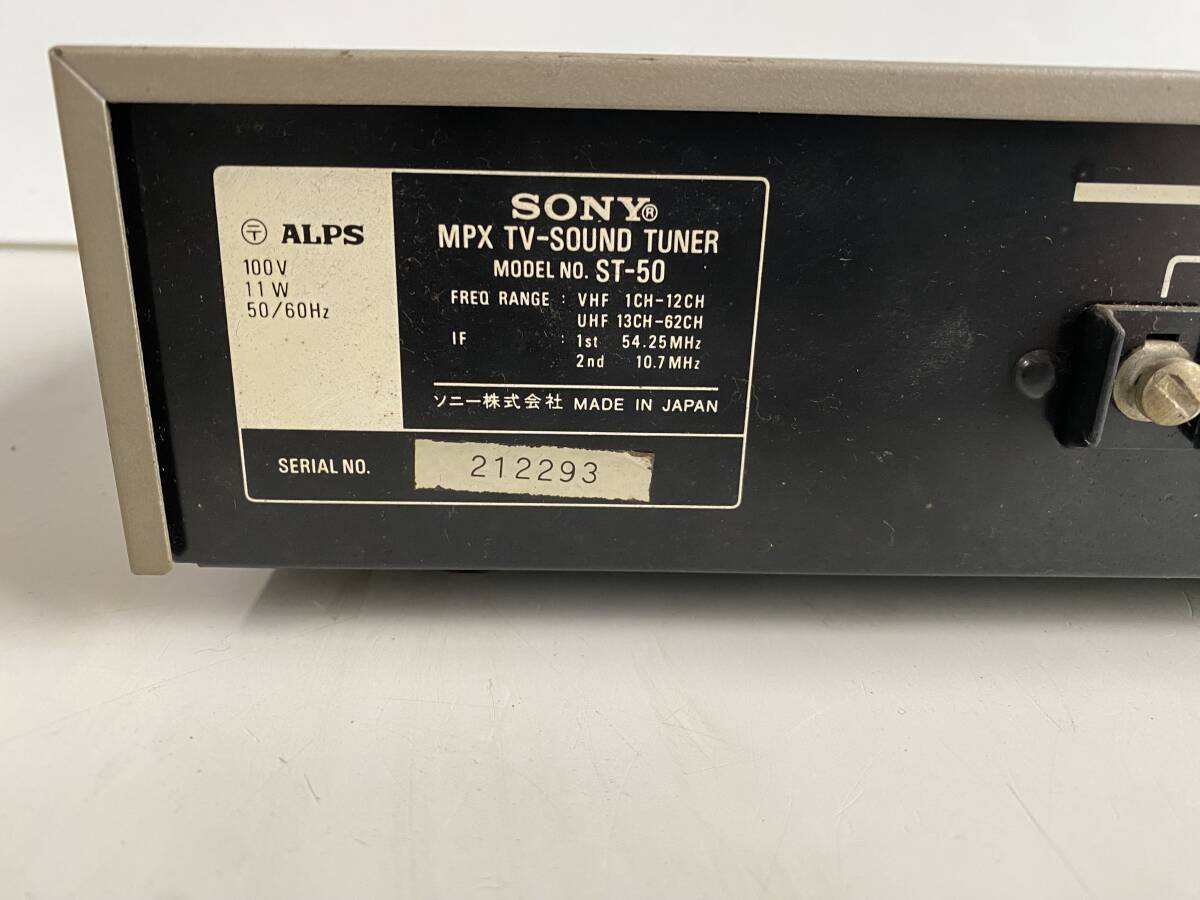 〒 ALPS
100V
11W
50/60Hz
SONY®
MPX TV-SOUND TUNER
MODEL NO. ST-50
FREQ RANGE : VHF 1CH-12CH
UHF 13CH-62CH
IF : 1st 54.25MHz
2nd 10.7MHz
ソニー株式会社 MADE IN JAPAN
SERIAL NO. 212293